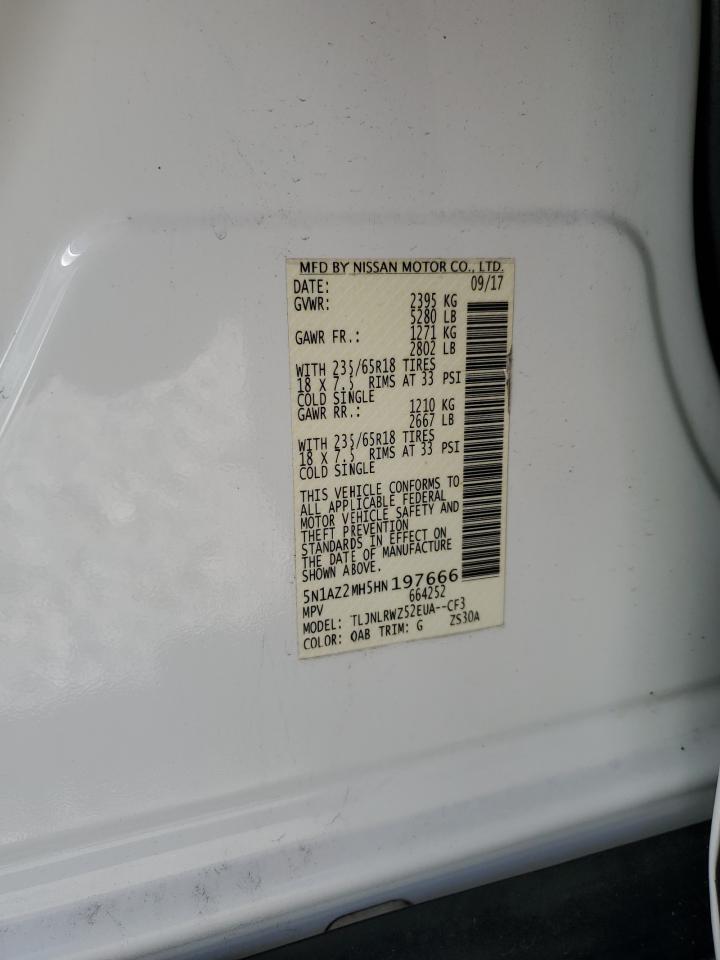 MFD BY NISSAN MOTOR CO., LTD.
DATE: 09/17
GVWR: 2395 KG
5280 LB
GAWR FR.: 1271 KG
2802 LB
WITH 235/65R18 TIRES
18 X 7.5 RIMS AT 33 PSI
COLD SINGLE
GAWR RR.: 1210 KG
2667 LB
WITH 235/65R18 TIRES
18 X 7.5 RIMS AT 33 PSI
COLD SINGLE
THIS VEHICLE CONFORMS TO
ALL APPLICABLE FEDERAL
MOTOR VEHICLE SAFETY AND
THEFT PREVENTION
STANDARDS IN EFFECT ON
THE DATE OF MANUFACTURE
SHOWN ABOVE.
5N1AZ2MH5HN197666
MPV 664252
MODEL: TLJNLRWZ52EUA--CF3
COLOR: QAB TRIM: G ZS30A